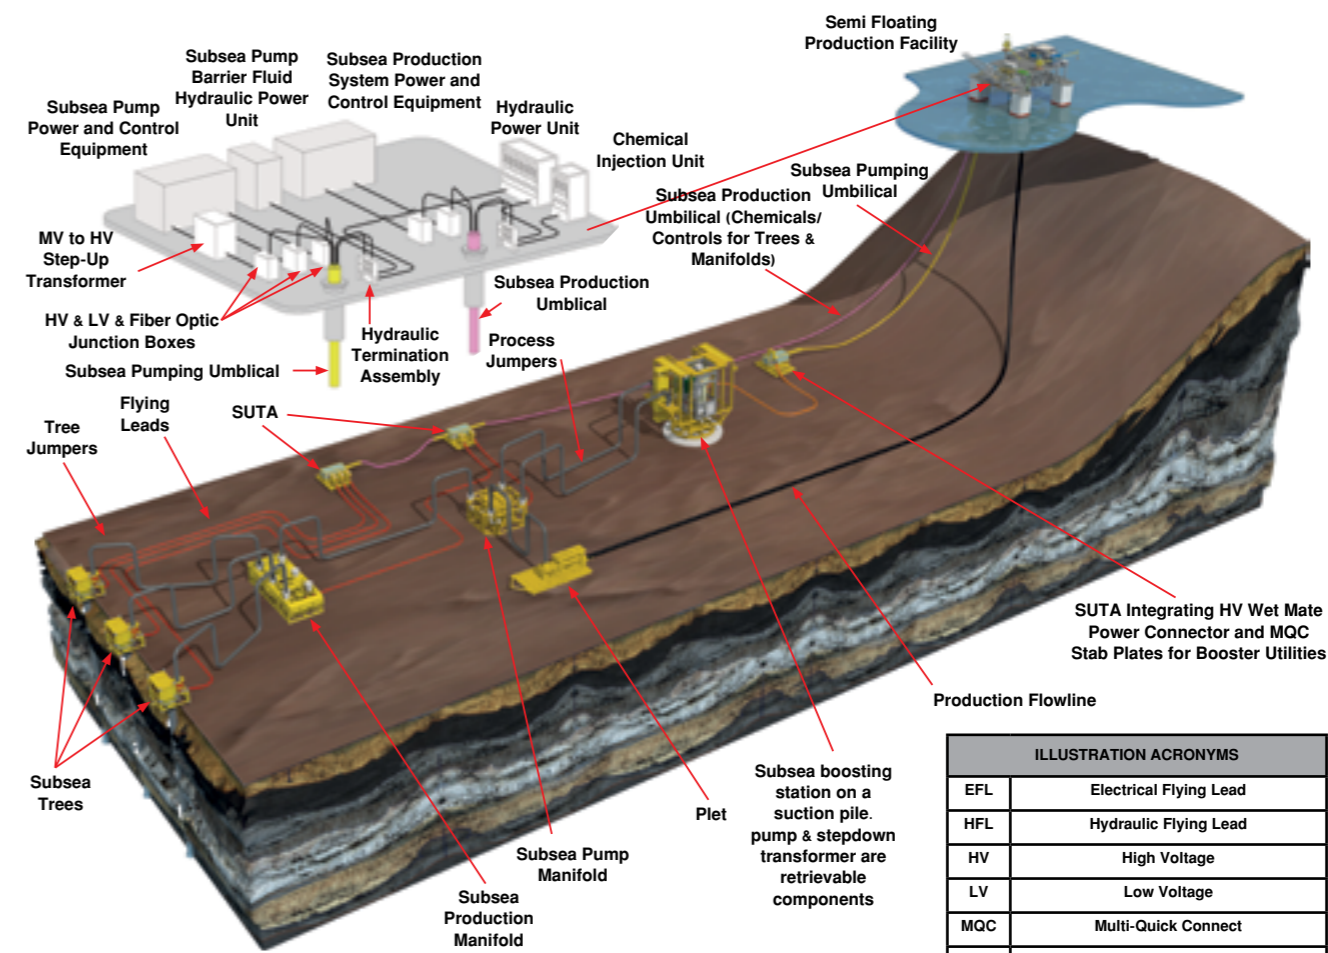 Semi Floating
Production Facility
Subsea Pump
Barrier Fluid
Hydraulic Power
Unit
Subsea Production
System Power and
Control Equipment
Subsea Pump
Power and Control
Equipment
Hydraulic
Power Unit
Chemical
Injection Unit
Subsea Pumping
Umbilical
Subsea Production
Umbilical (Chemicals/
Controls for Trees &
Manifolds)
MV to HV
Step-Up
Transformer
HV & LV & Fiber Optic
Junction Boxes
Subsea Pumping Umblical
Hydraulic
Termination
Assembly
Subsea Production
Umblical
Process
Jumpers
Flying
Leads
SUTA
Tree
Jumpers
SUTA Integrating HV Wet Mate
Power Connector and MQC
Stab Plates for Booster Utilities
Production Flowline
Subsea
Trees
Subsea boosting
station on a
suction pile.
pump & stepdown
transformer are
retrievable
components
Plet
Subsea Pump
Manifold
Subsea
Production
Manifold
ILLUSTRATION ACRONYMS
EFL Electrical Flying Lead
HFL Hydraulic Flying Lead
HV High Voltage
LV Low Voltage
MQC Multi-Quick Connect